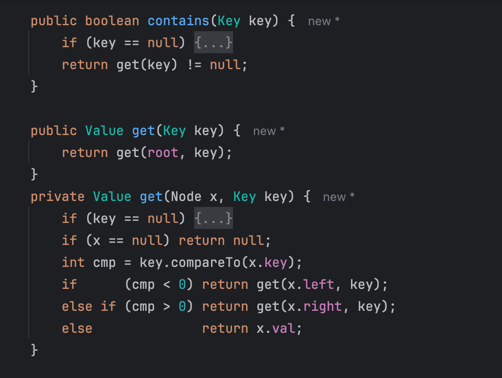 public boolean contains(Key key) { new *
    if (key == null) {...}
    return get(key) != null;
}

public Value get(Key key) { new *
    return get(root, key);
}
private Value get(Node x, Key key) { new *
    if (key == null) {...}
    if (x == null) return null;
    int cmp = key.compareTo(x.key);
    if      (cmp < 0) return get(x.left, key);
    else if (cmp > 0) return get(x.right, key);
    else              return x.val;
}